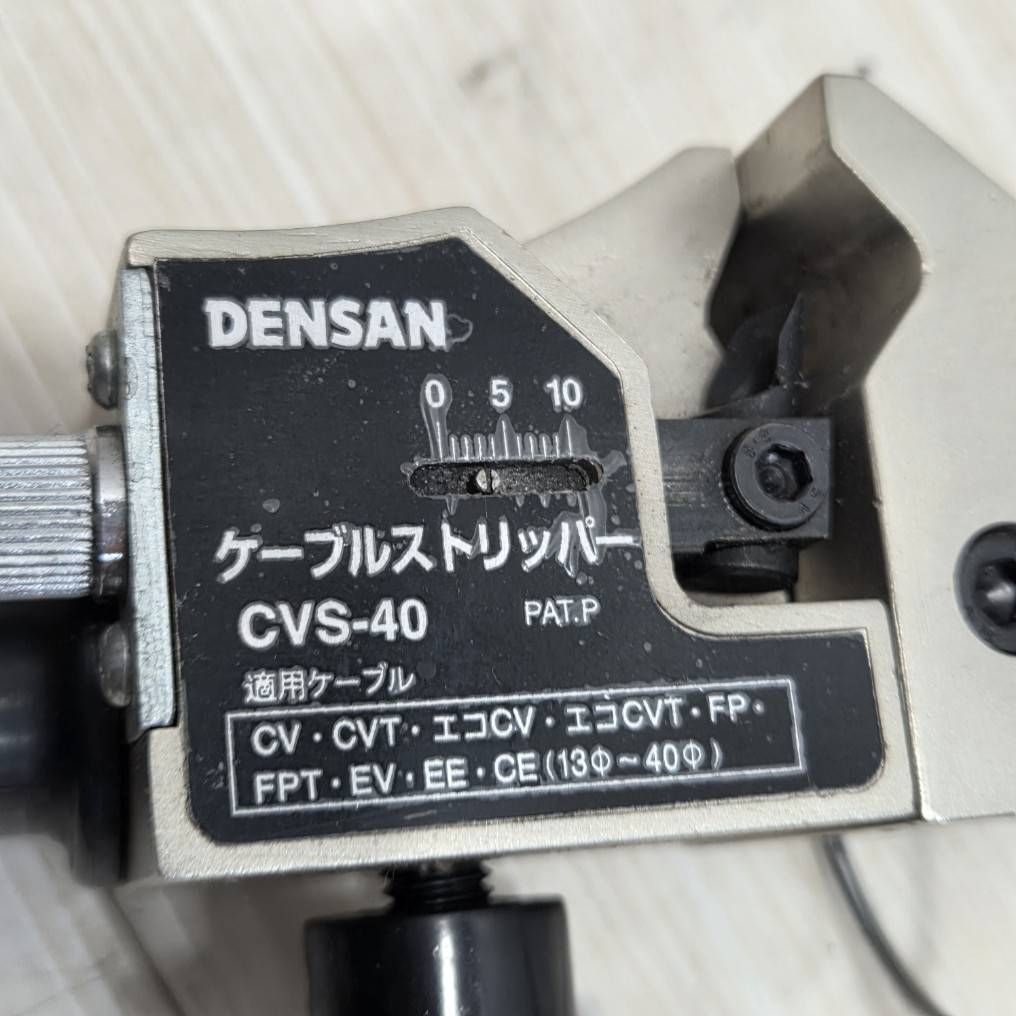 DENSAN
0 5 10
ケーブルストリッパー
CVS-40 PAT.P
適用ケーブル
CV・CVT・エコCV・エコCVT・FP・
FPT・EV・EE・CE(13Φ～40Φ)